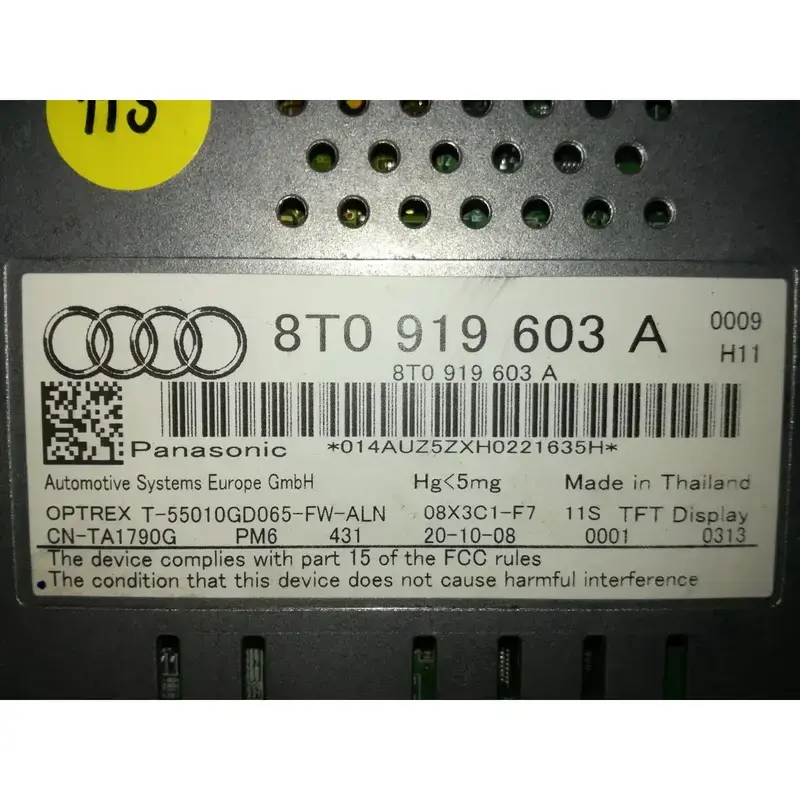 11S
8T0 919 603 A 0009
H11
8T0 919 603 A
Panasonic *014AUZ5ZXH0221635H*
Automotive Systems Europe GmbH Hg<5mg Made in Thailand
OPTREX T-55010GD065-FW-ALN 08X3C1-F7 11S TFT Display
CN-TA1790G PM6 431 20-10-08 0001 0313
The device complies with part 15 of the FCC rules
The condition that this device does not cause harmful interference